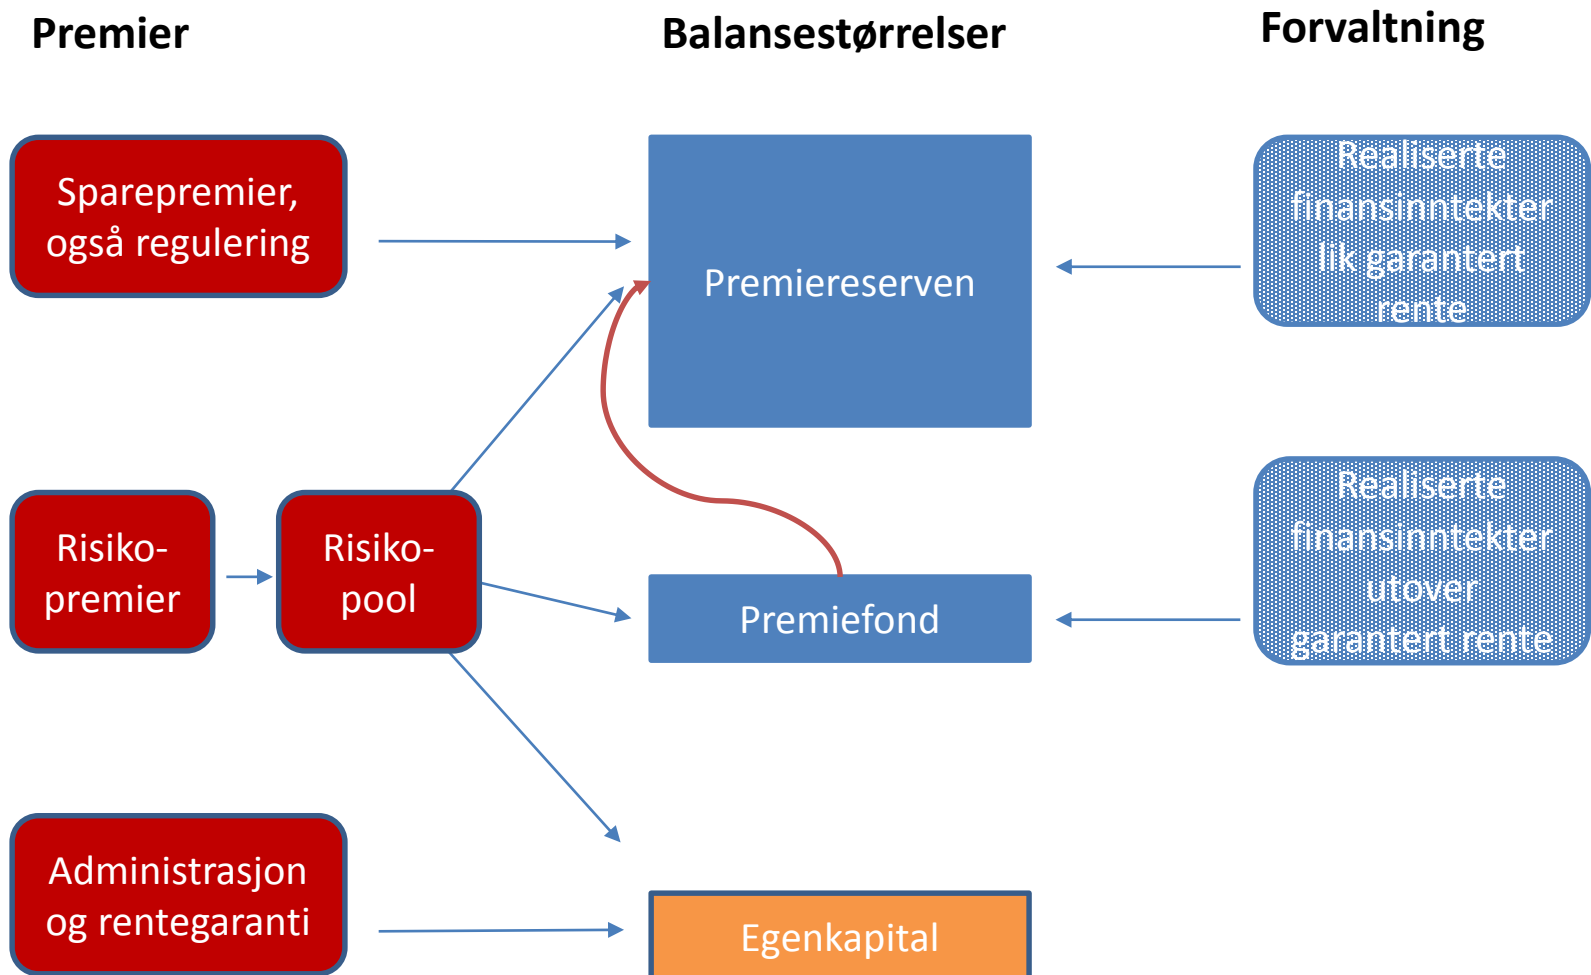 Premier
Balansestørrelser
Forvaltning
Sparepremier,
også regulering
Premiereserven
Realiserte
finansinntekter
lik garantert
rente
Risiko-
premier
Risiko-
pool
Premiefond
Realiserte
finansinntekter
utover
garantert rente
Administrasjon
og rentegaranti
Egenkapital